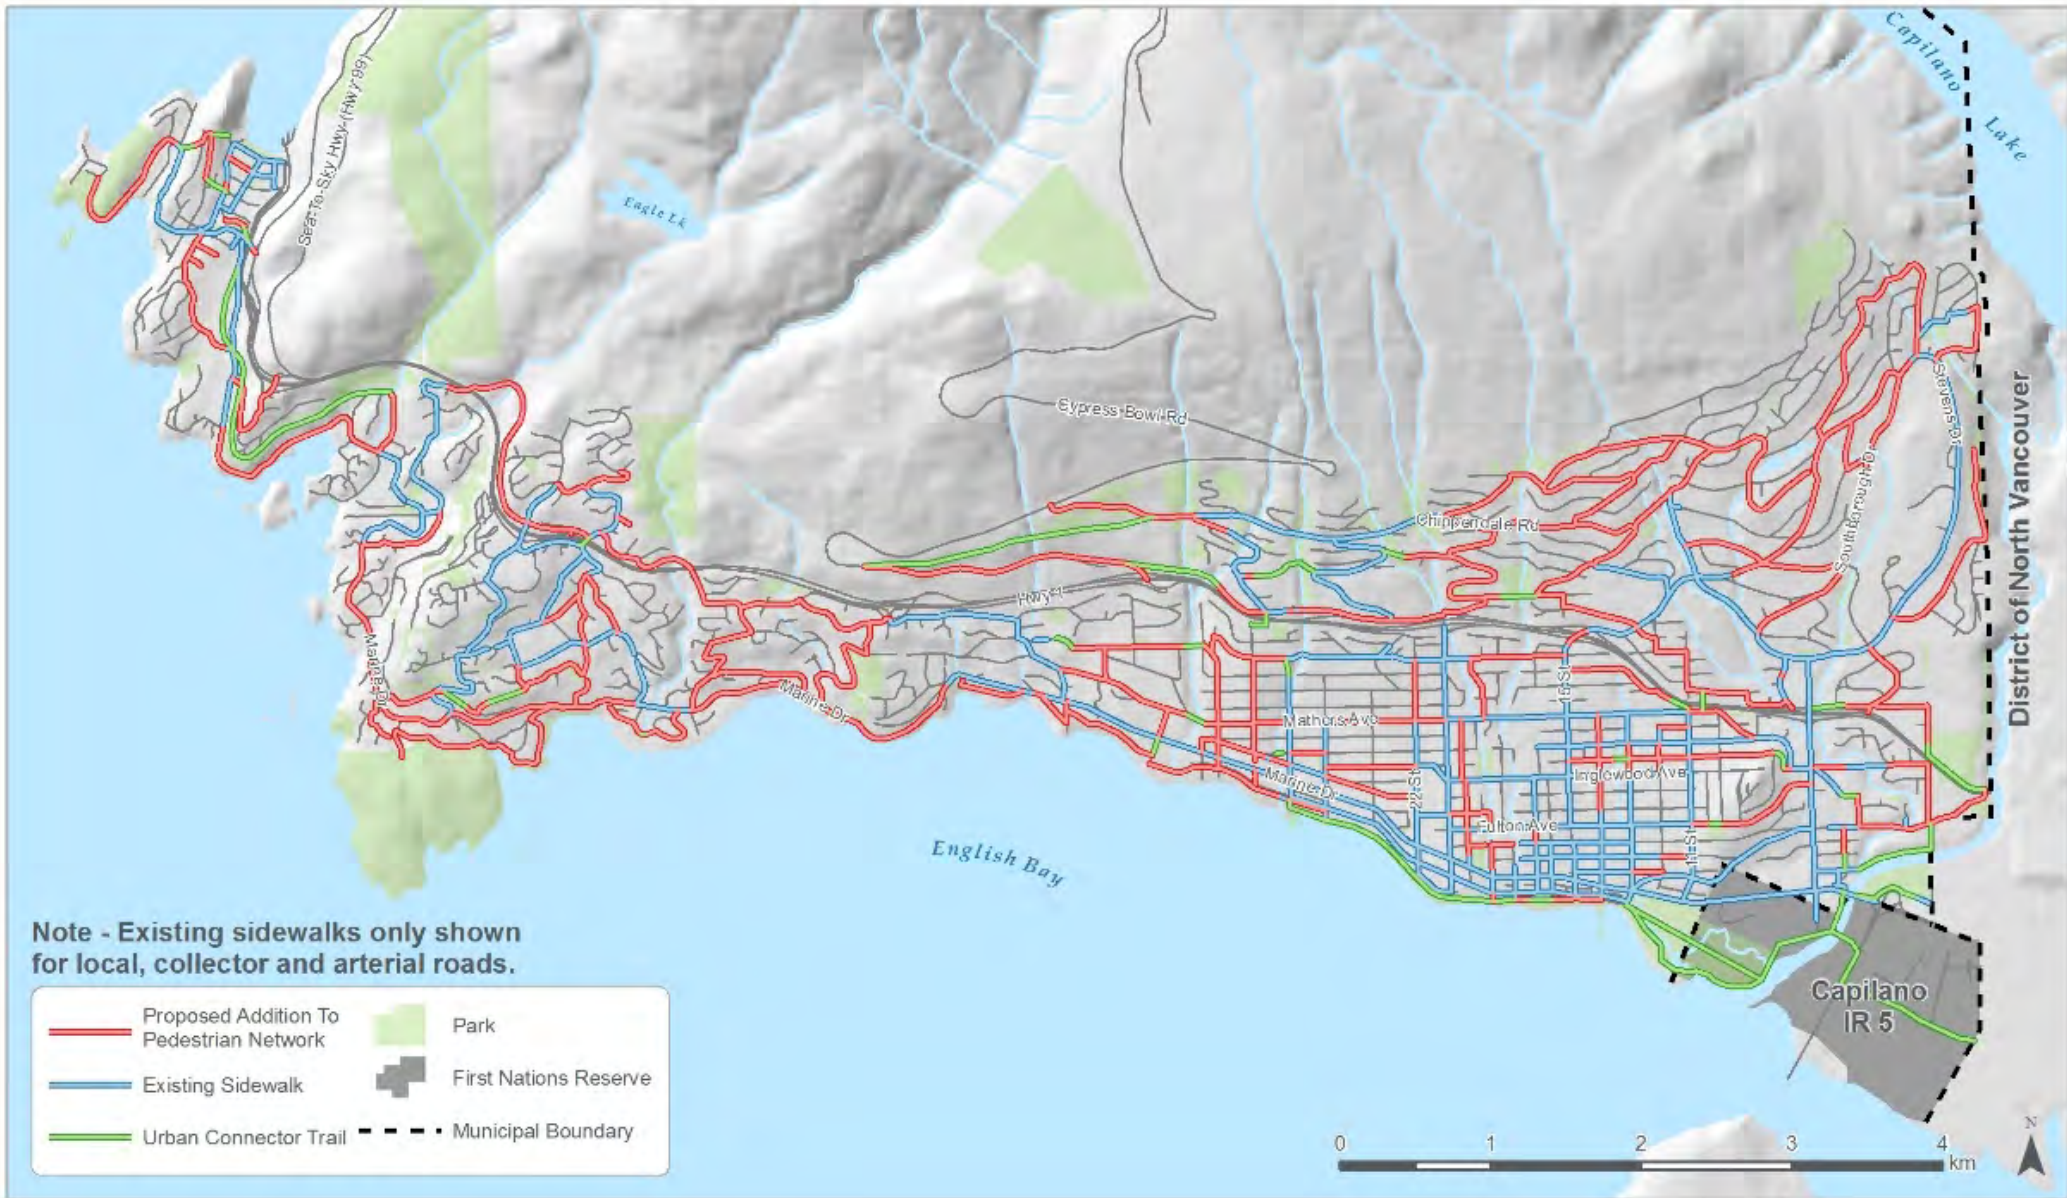 Capilano
Lake
Sea-To-Sky Hwy (Hwy 99)
Eagle Lk
Cypress Bowl Rd
Stevens Dr
District of North Vancouver
Chippendale Rd
Southborough Dr
Hwy 1
Marine Dr
15 St
Marine Dr
Mathers Ave
Marine Dr
22 St
Inglewood Ave
Fulton Ave
11 St
English Bay
Capilano
IR 5
Note - Existing sidewalks only shown
for local, collector and arterial roads.
Proposed Addition To
Pedestrian Network
Existing Sidewalk
Urban Connector Trail
Park
First Nations Reserve
Municipal Boundary
0 1 2 3 4
km
N